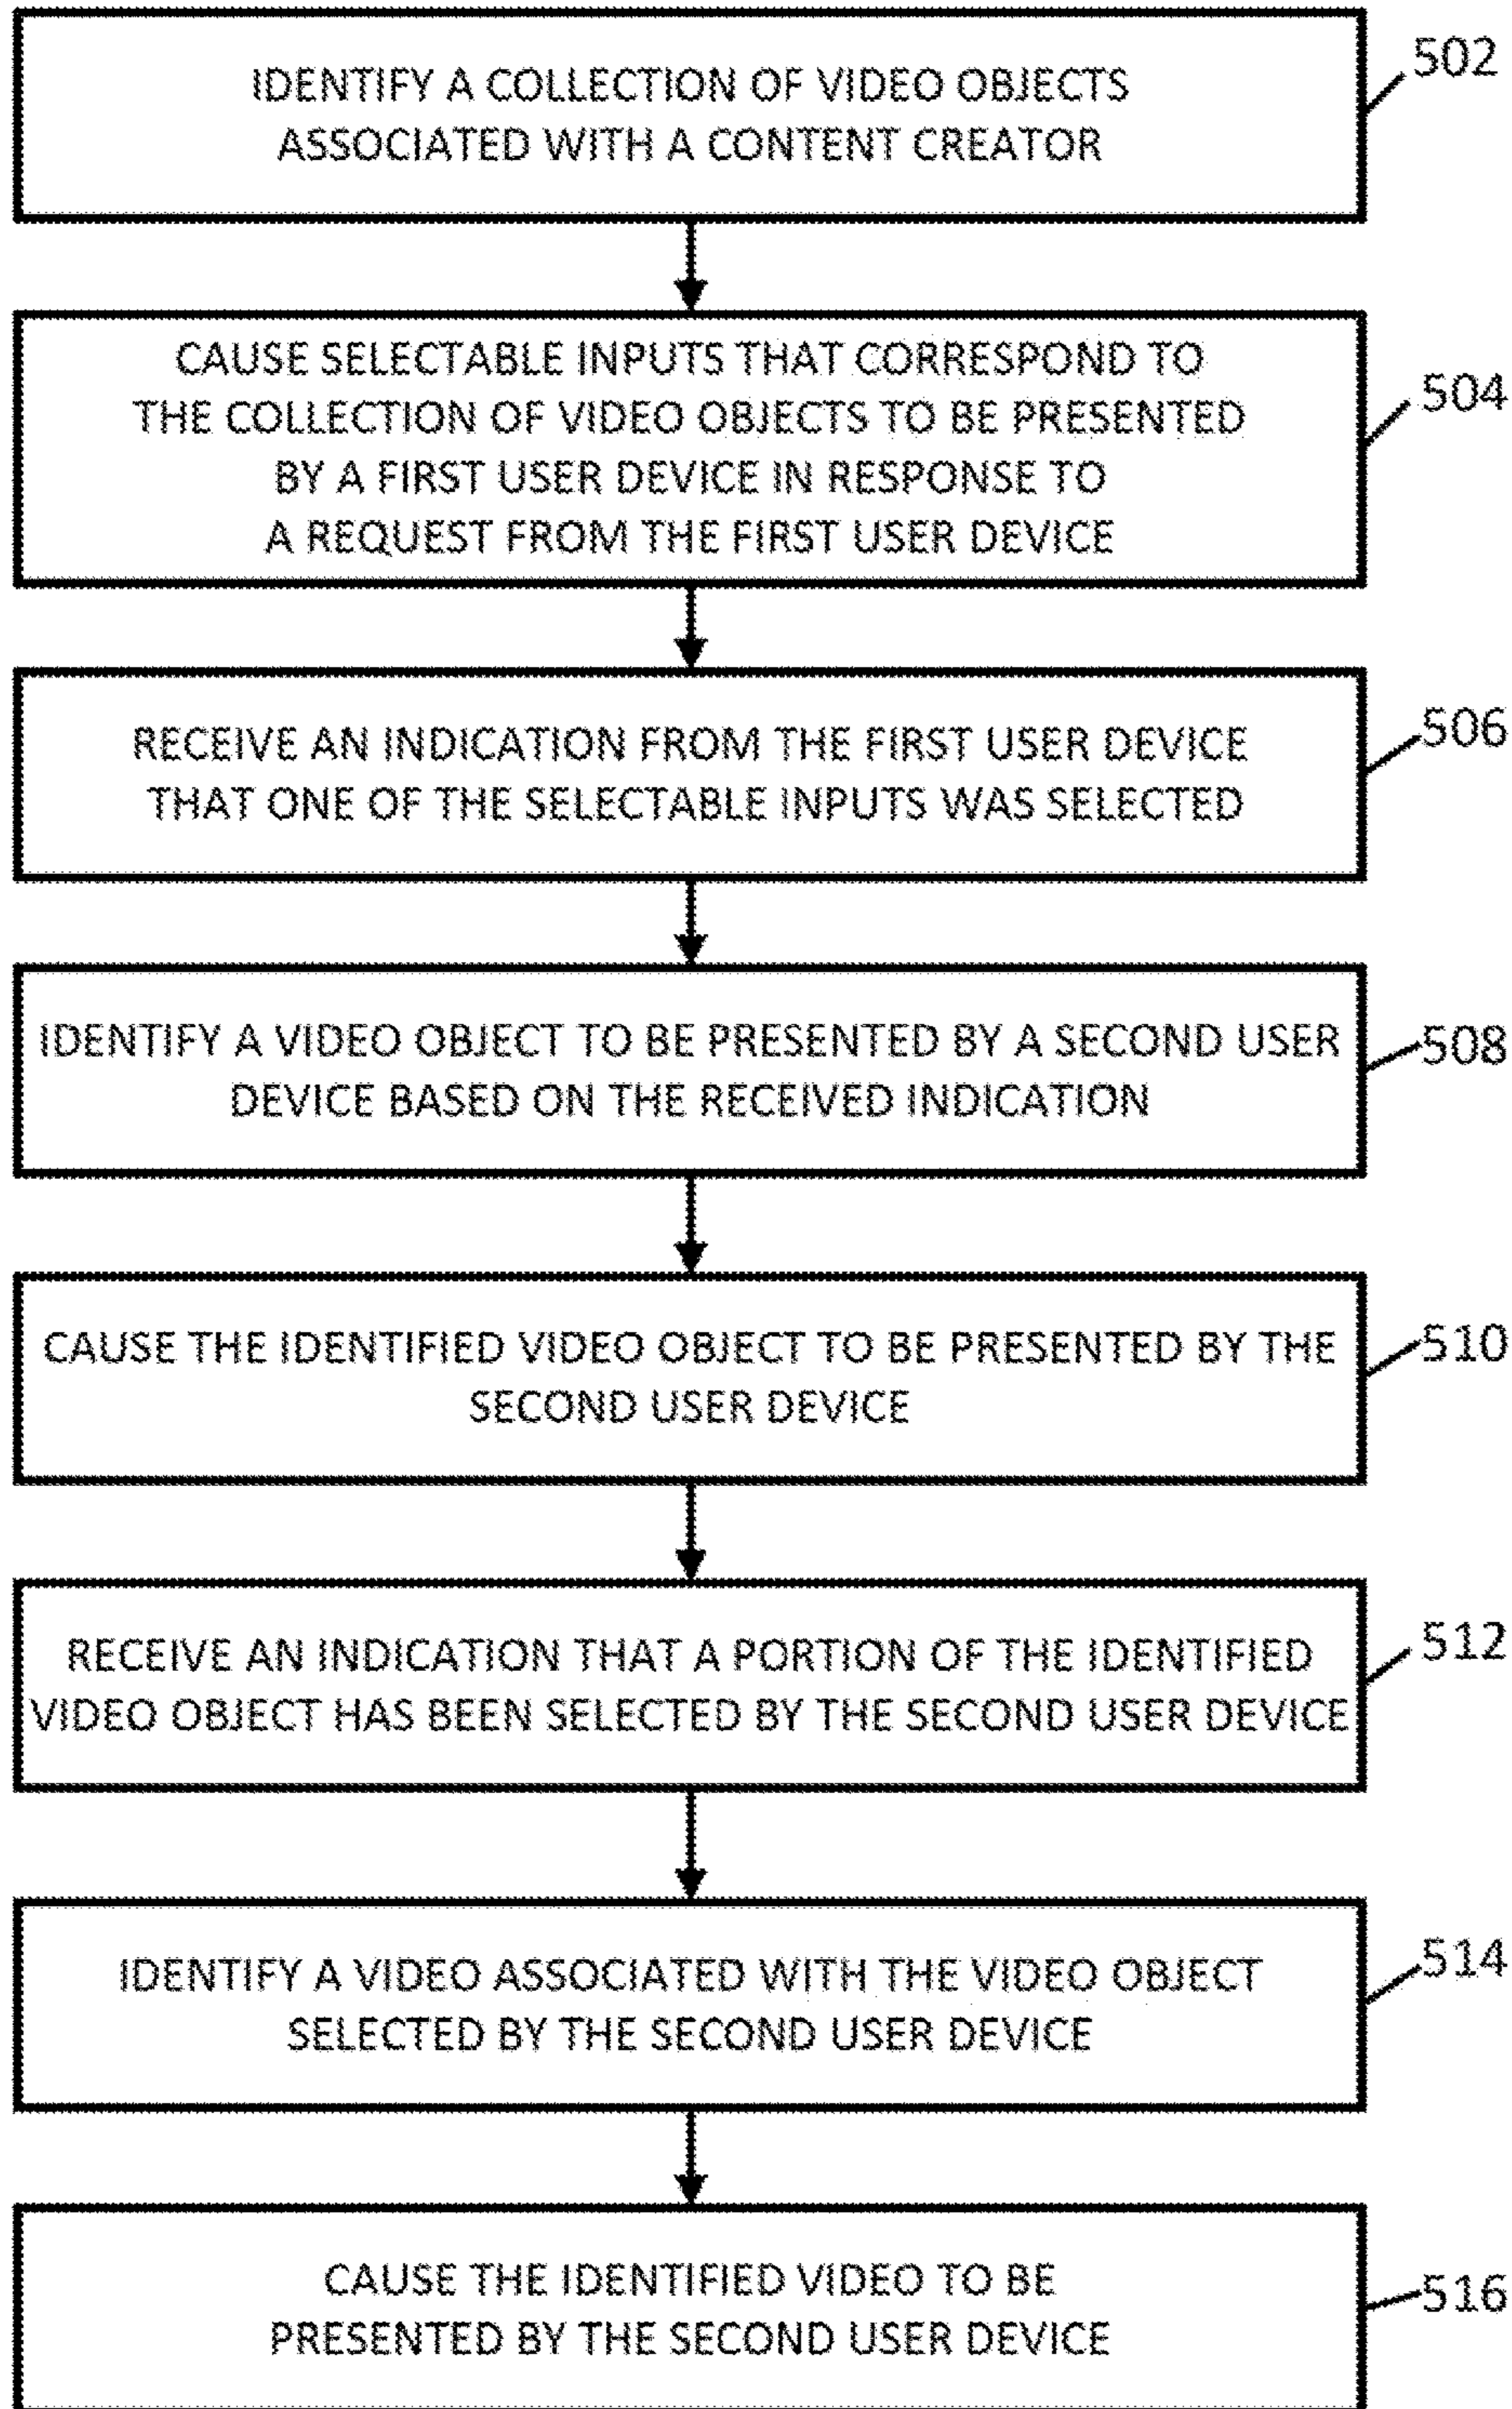 IDENTIFY A COLLECTION OF VIDEO OBJECTS
ASSOCIATED WITH A CONTENT CREATOR
502
CAUSE SELECTABLE INPUTS THAT CORRESPOND TO
THE COLLECTION OF VIDEO OBJECTS TO BE PRESENTED
BY A FIRST USER DEVICE IN RESPONSE TO
A REQUEST FROM THE FIRST USER DEVICE
504
RECEIVE AN INDICATION FROM THE FIRST USER DEVICE
THAT ONE OF THE SELECTABLE INPUTS WAS SELECTED
506
IDENTIFY A VIDEO OBJECT TO BE PRESENTED BY A SECOND USER
DEVICE BASED ON THE RECEIVED INDICATION
508
CAUSE THE IDENTIFIED VIDEO OBJECT TO BE PRESENTED BY THE
SECOND USER DEVICE
510
RECEIVE AN INDICATION THAT A PORTION OF THE IDENTIFIED
VIDEO OBJECT HAS BEEN SELECTED BY THE SECOND USER DEVICE
512
IDENTIFY A VIDEO ASSOCIATED WITH THE VIDEO OBJECT
SELECTED BY THE SECOND USER DEVICE
514
CAUSE THE IDENTIFIED VIDEO TO BE
PRESENTED BY THE SECOND USER DEVICE
516